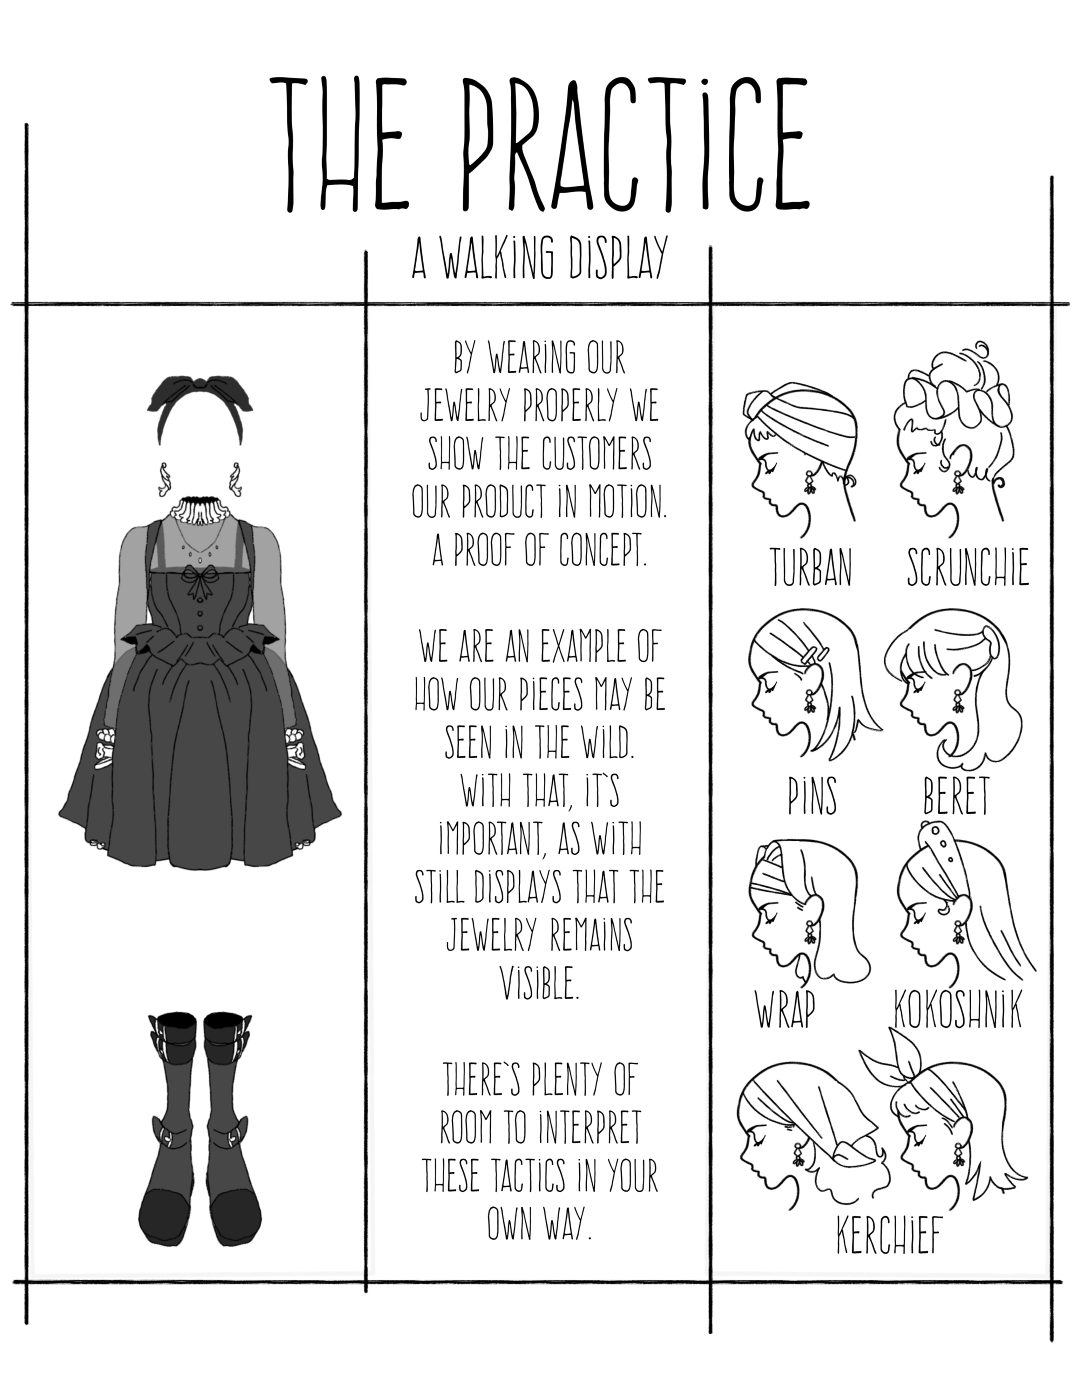 THE PRACTICE
A WALKING DISPLAY
BY WEARING OUR
JEWELRY PROPERLY WE
SHOW THE CUSTOMERS
OUR PRODUCT IN MOTION.
A PROOF OF CONCEPT.
WE ARE AN EXAMPLE OF
HOW OUR PIECES MAY BE
SEEN IN THE WILD.
WITH THAT, IT`S
IMPORTANT, AS WITH
STILL DISPLAYS THAT THE
JEWELRY REMAINS
VISIBLE.
THERE`S PLENTY OF
ROOM TO INTERPRET
THESE TACTICS IN YOUR
OWN WAY.
TURBAN
SCRUNCHIE
PINS
BERET
WRAP
KOKOSHNIK
KERCHIEF